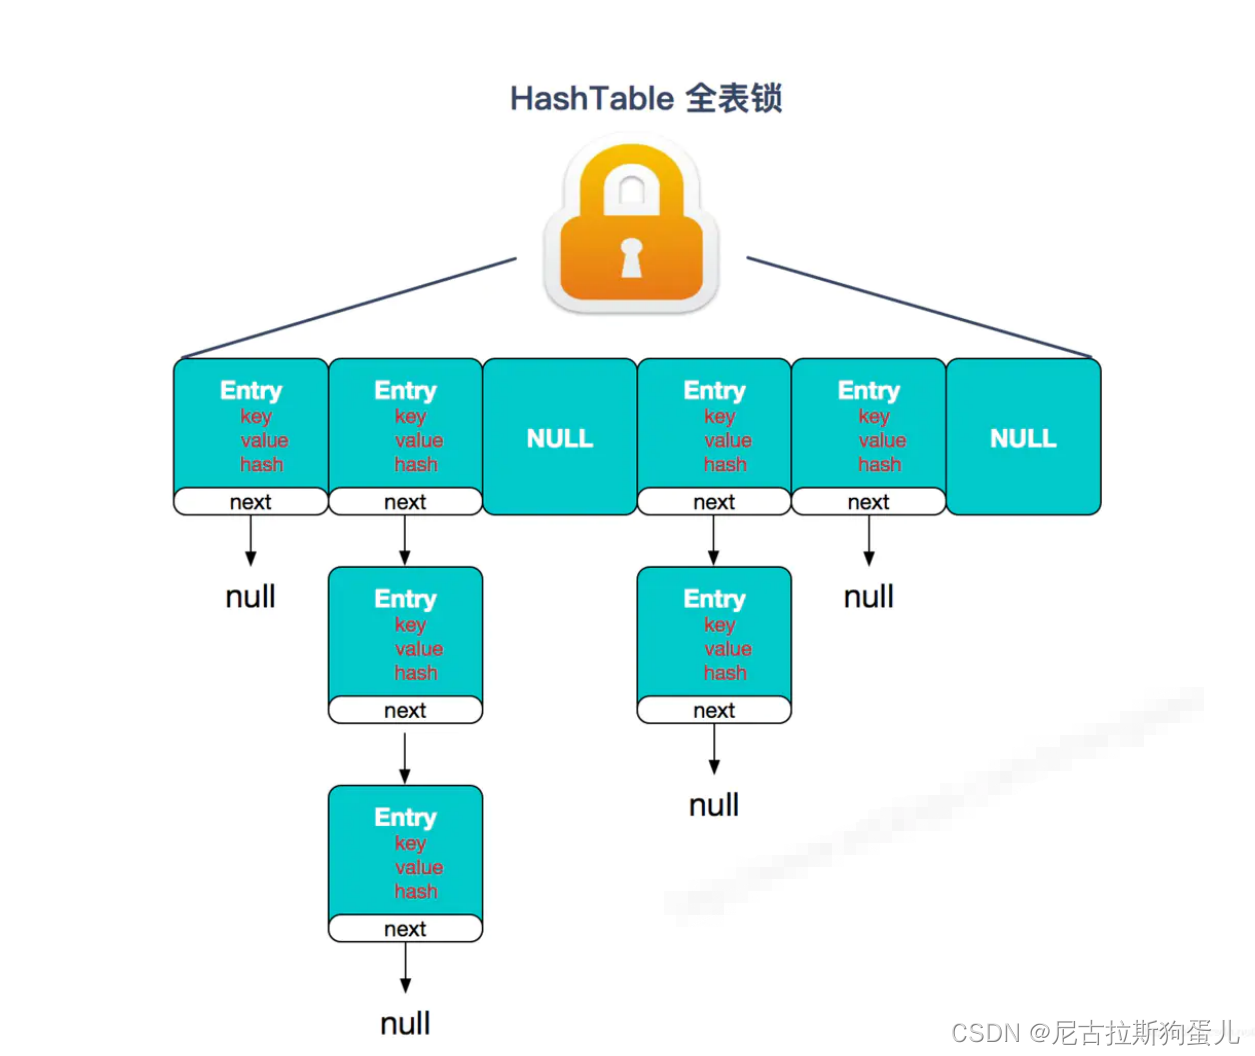 HashTable 全表锁
Entry Entry Entry Entry
key key key key
value value NULL value value NULL
hash hash hash hash
next next next next
null Entry Entry null
key key
value value
hash hash
next next
Entry null
key
value
hash
next
null
CSDN @尼古拉斯狗蛋儿